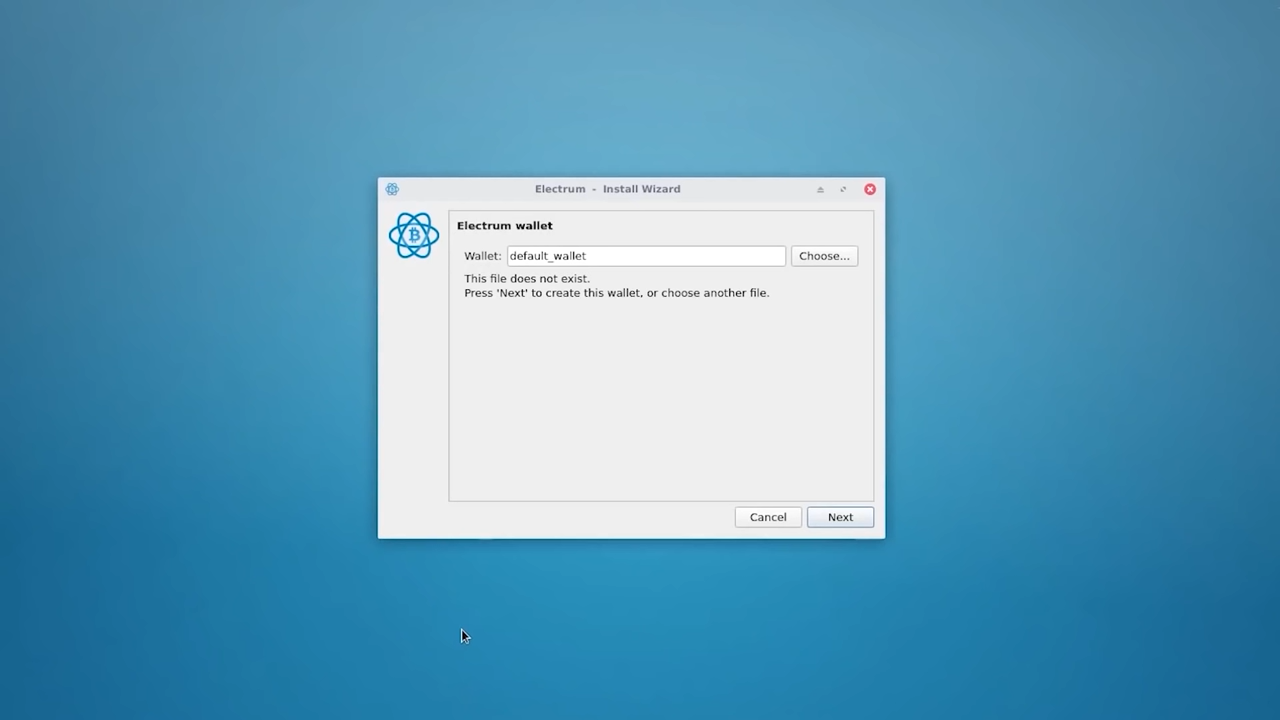 Electrum - Install Wizard
Electrum wallet
Wallet: default_wallet Choose...
This file does not exist.
Press 'Next' to create this wallet, or choose another file.
Cancel Next